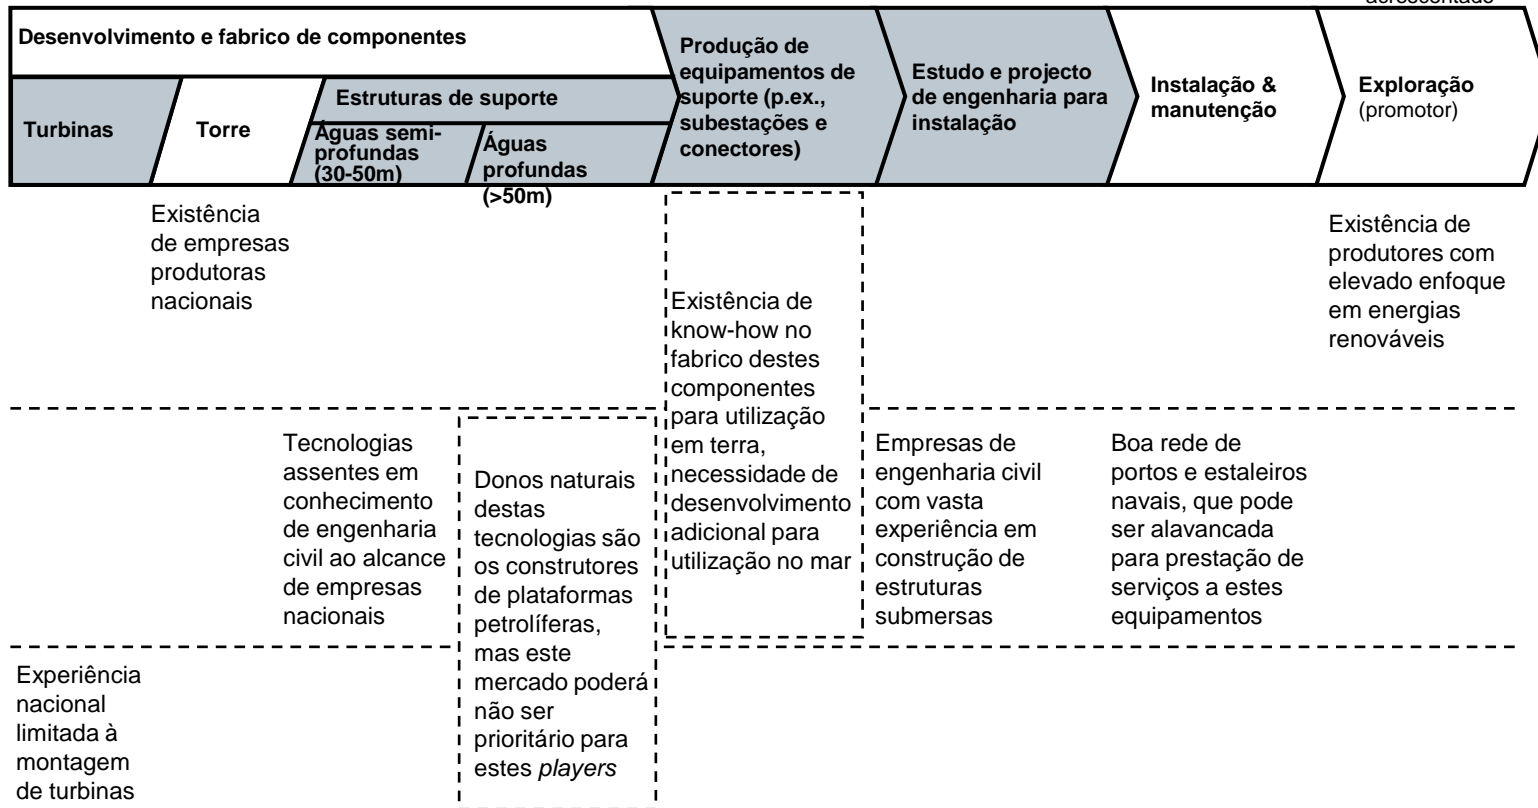 acrescentado
Desenvolvimento e fabrico de componentes
Turbinas
Torre
Estruturas de suporte
Águas semi-
profundas
(30-50m)
Águas
profundas
(>50m)
Produção de
equipamentos de
suporte (p.ex.,
subestações e
conectores)
Estudo e projecto
de engenharia para
instalação
Instalação &
manutenção
Exploração
(promotor)
Existência
de empresas
produtoras
nacionais
Existência de
know-how no
fabrico destes
componentes
para utilização
em terra,
necessidade de
desenvolvimento
adicional para
utilização no mar
Existência de
produtores com
elevado enfoque
em energias
renováveis
Tecnologias
assentes em
conhecimento
de engenharia
civil ao alcance
de empresas
nacionais
Donos naturais
destas
tecnologias são
os construtores
de plataformas
petrolíferas,
mas este
mercado poderá
não ser
prioritário para
estes players
Empresas de
engenharia civil
com vasta
experiência em
construção de
estruturas
submersas
Boa rede de
portos e estaleiros
navais, que pode
ser alavancada
para prestação de
serviços a estes
equipamentos
Experiência
nacional
limitada à
montagem
de turbinas